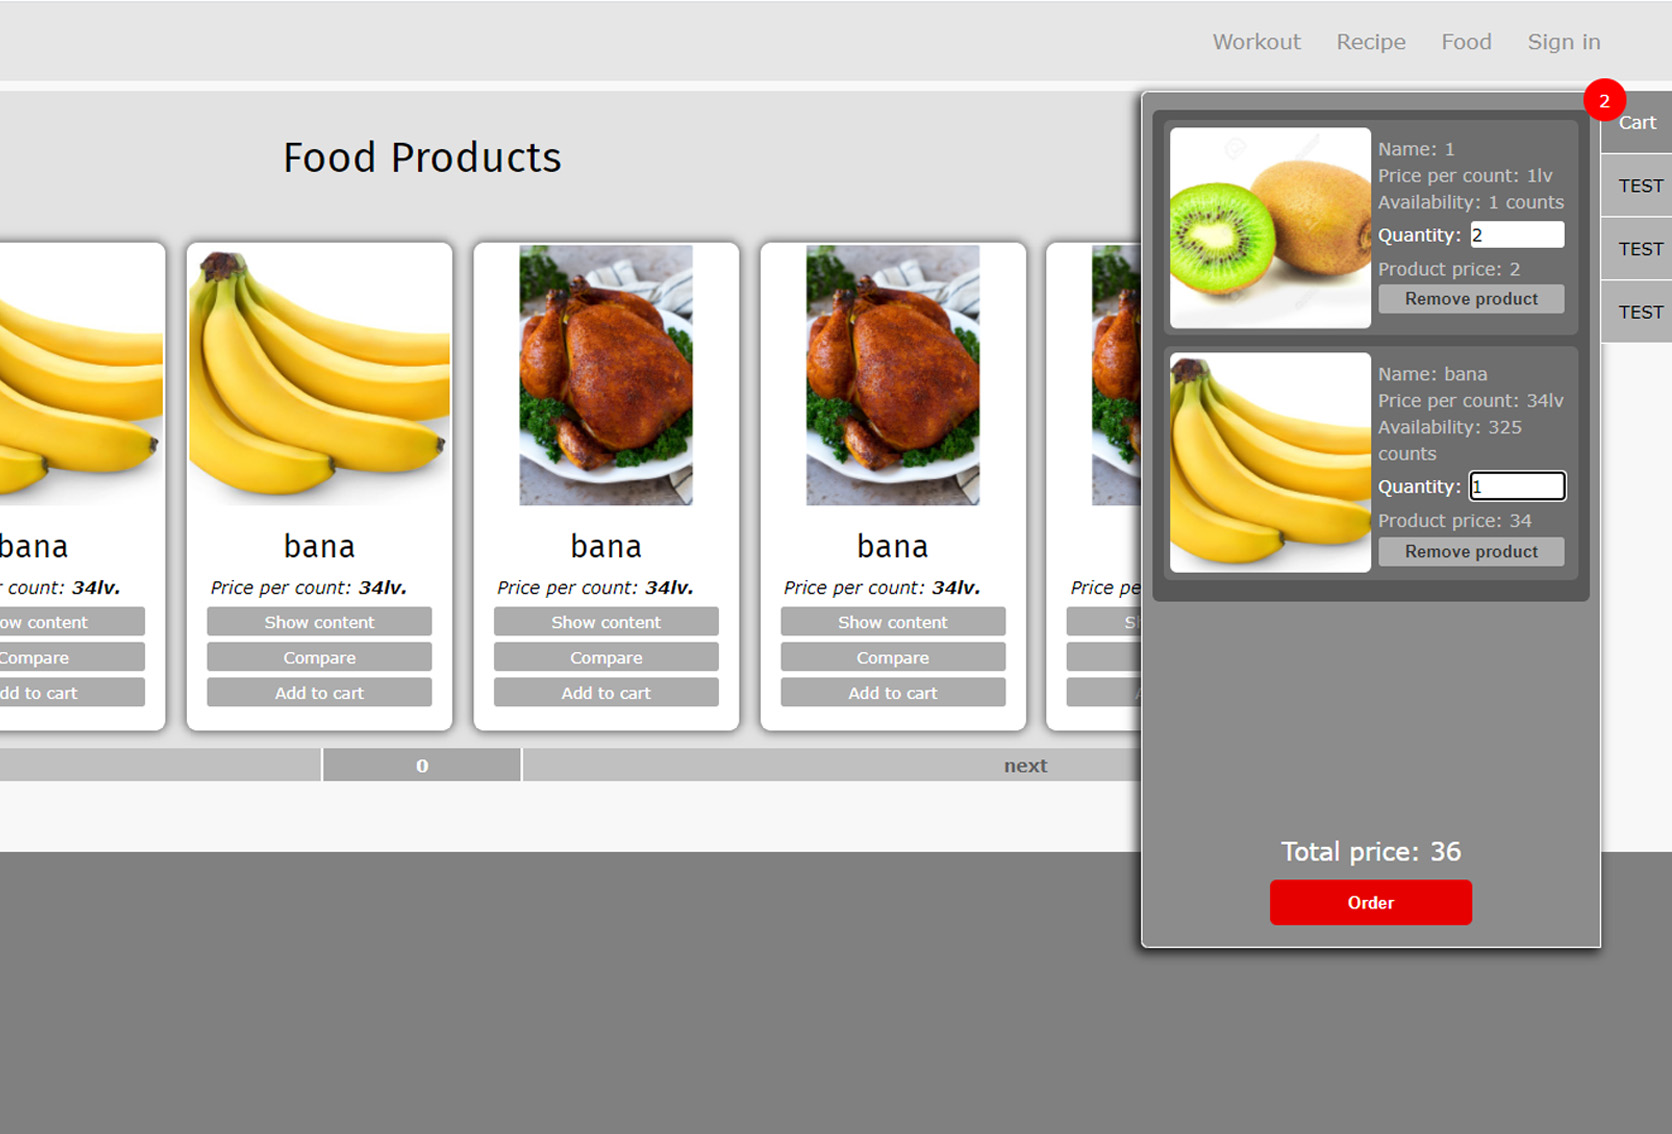 Workout Recipe Food Sign in
Food Products
bana
count: 34lv.
ow content
Compare
dd to cart
bana
Price per count: 34lv.
Show content
Compare
Add to cart
bana
Price per count: 34lv.
Show content
Compare
Add to cart
bana
Price per count: 34lv.
Show content
Compare
Add to cart
Price pe
0
next
2
Cart
TEST
TEST
TEST
Name: 1
Price per count: 1lv
Availability: 1 counts
Quantity: 2
Product price: 2
Remove product
Name: bana
Price per count: 34lv
Availability: 325
counts
Quantity: 1
Product price: 34
Remove product
Total price: 36
Order